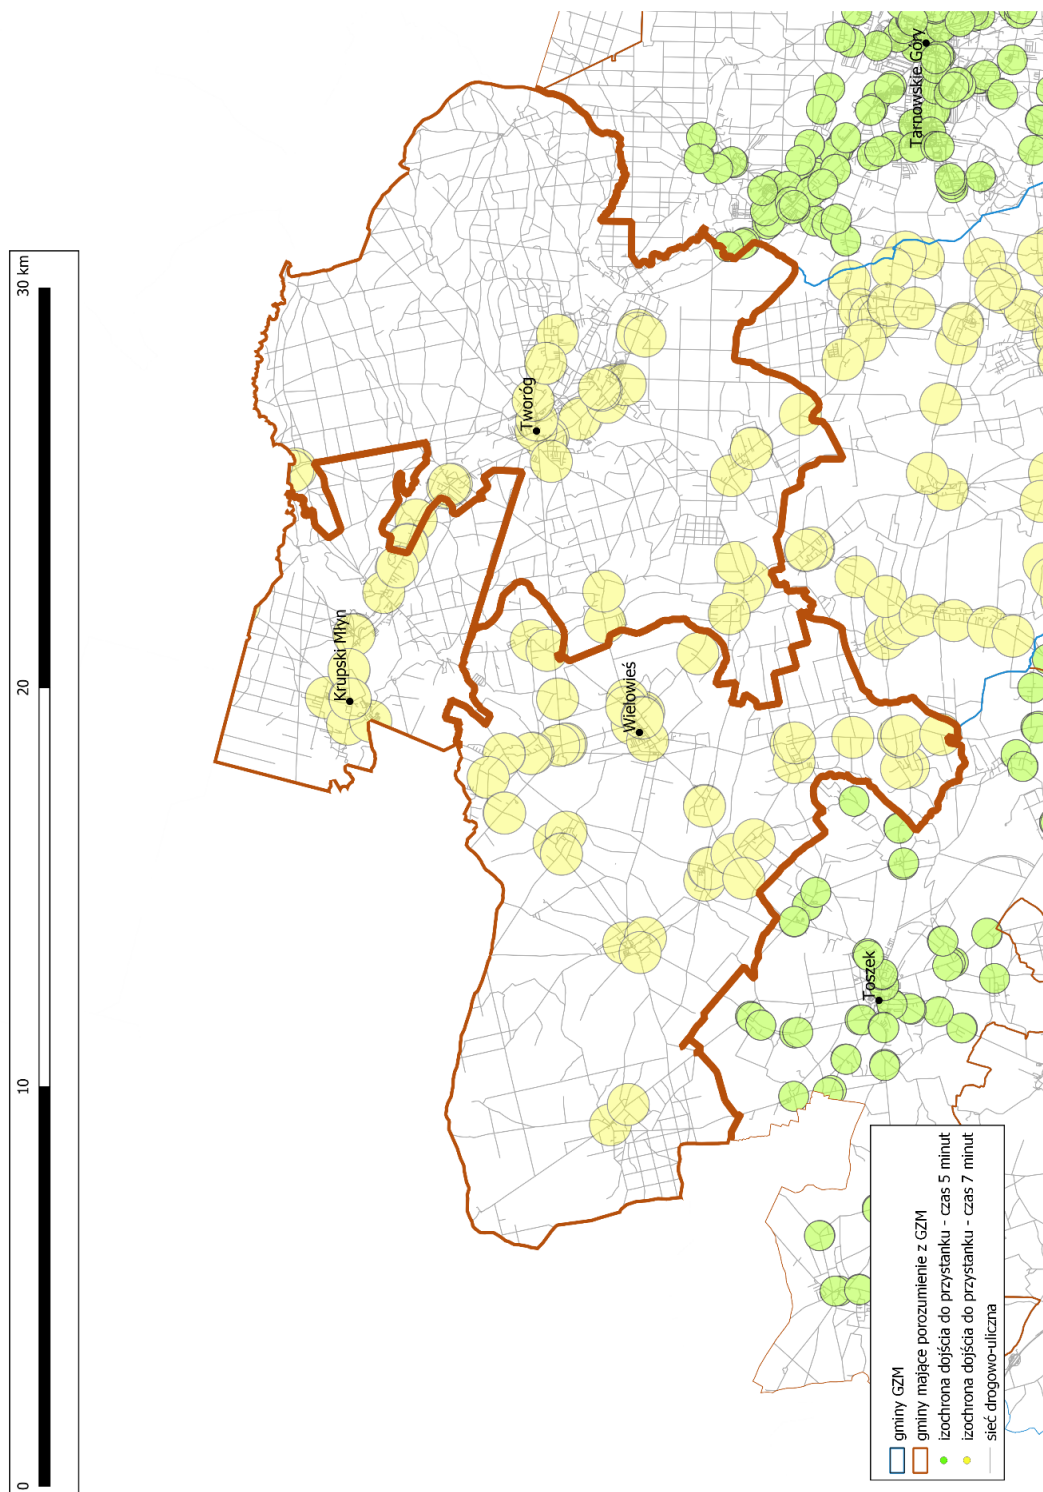 0
10
20
30 km
Krupski Młyn
Tworóg
Tarnowskie Góry
Wielowieś
Toszek
gminy GZM
gminy mające porozumienie z GZM
izochrona dojścia do przystanku - czas 5 minut
izochrona dojścia do przystanku - czas 7 minut
sieć drogowo-uliczna